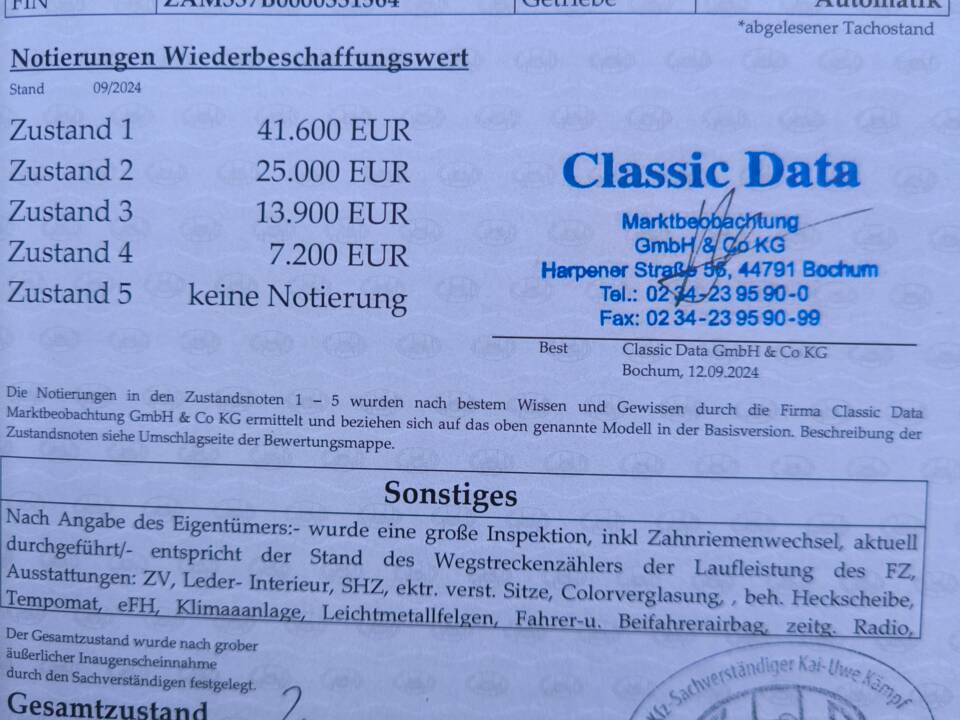 FIN
Getriebe
Automatik
*abgelesener Tachostand
Notierungen Wiederbeschaffungswert
Stand 09/2024
Zustand 1 41.600 EUR
Zustand 2 25.000 EUR
Zustand 3 13.900 EUR
Zustand 4 7.200 EUR
Zustand 5 keine Notierung
Classic Data
Marktbeobachtung
GmbH & Co KG
Harpener Straße 56, 44791 Bochum
Tel.: 02 34-23 95 90-0
Fax: 02 34-23 95 90-99
Best Classic Data GmbH & Co KG
Bochum, 12.09.2024
Die Notierungen in den Zustandsnoten 1 – 5 wurden nach bestem Wissen und Gewissen durch die Firma Classic Data
Marktbeobachtung GmbH & Co KG ermittelt und beziehen sich auf das oben genannte Modell in der Basisversion. Beschreibung der
Zustandsnoten siehe Umschlagseite der Bewertungsmappe.
Sonstiges
Nach Angabe des Eigentümers:- wurde eine große Inspektion, inkl Zahnriemenwechsel, aktuell
durchgeführt/- entspricht der Stand des Wegstreckenzählers der Laufleistung des FZ,
Ausstattungen: ZV, Leder- Interieur, SHZ, ektr. verst. Sitze, Colorverglasung, , beh. Heckscheibe,
Tempomat, eFH, Klimaaanlage, Leichtmetallfelgen, Fahrer-u. Beifahrerairbag, zeitg. Radio,
Der Gesamtzustand wurde nach grober
äußerlicher Inaugenscheinnahme
durch den Sachverständigen festgelegt.
Gesamtzustand 2
Kfz-Sachverständiger Kai-Uwe Kämpf